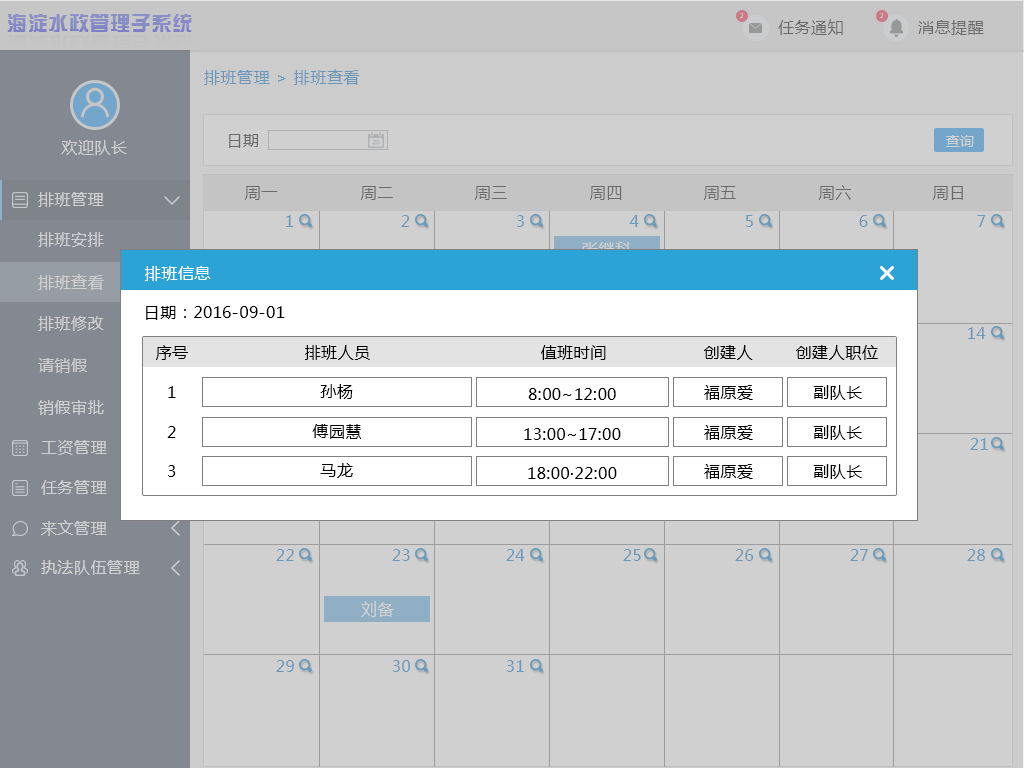 海淀水政管理子系统
2 任务通知 2 消息提醒
欢迎队长
排班管理 > 排班查看
日期 查询
排班管理
排班安排
排班查看
排班修改
请销假
销假审批
工资管理
任务管理
来文管理
执法队伍管理
周一 周二 周三 周四 周五 周六 周日
1 2 3 4 5 6 7
张继科
排班信息
日期：2016-09-01
序号 排班人员 值班时间 创建人 创建人职位
1 孙杨 8:00~12:00 福原爱 副队长
2 傅园慧 13:00~17:00 福原爱 副队长
3 马龙 18:00·22:00 福原爱 副队长
14
21
22 23 24 25 26 27 28
刘备
29 30 31